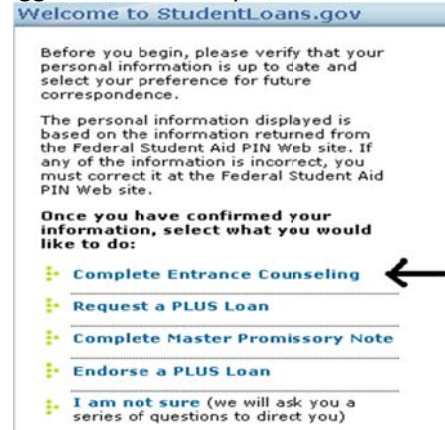 Welcome to StudentLoans.gov
Before you begin, please verify that your
personal information is up to date and
select your preference for future
correspondence.
The personal information displayed is
based on the information returned from
the Federal Student Aid PIN Web site. If
any of the information is incorrect, you
must correct it at the Federal Student Aid
PIN Web site.
Once you have confirmed your
information, select what you would
like to do:
Complete Entrance Counseling
Request a PLUS Loan
Complete Master Promissory Note
Endorse a PLUS Loan
I am not sure (we will ask you a
series of questions to direct you)